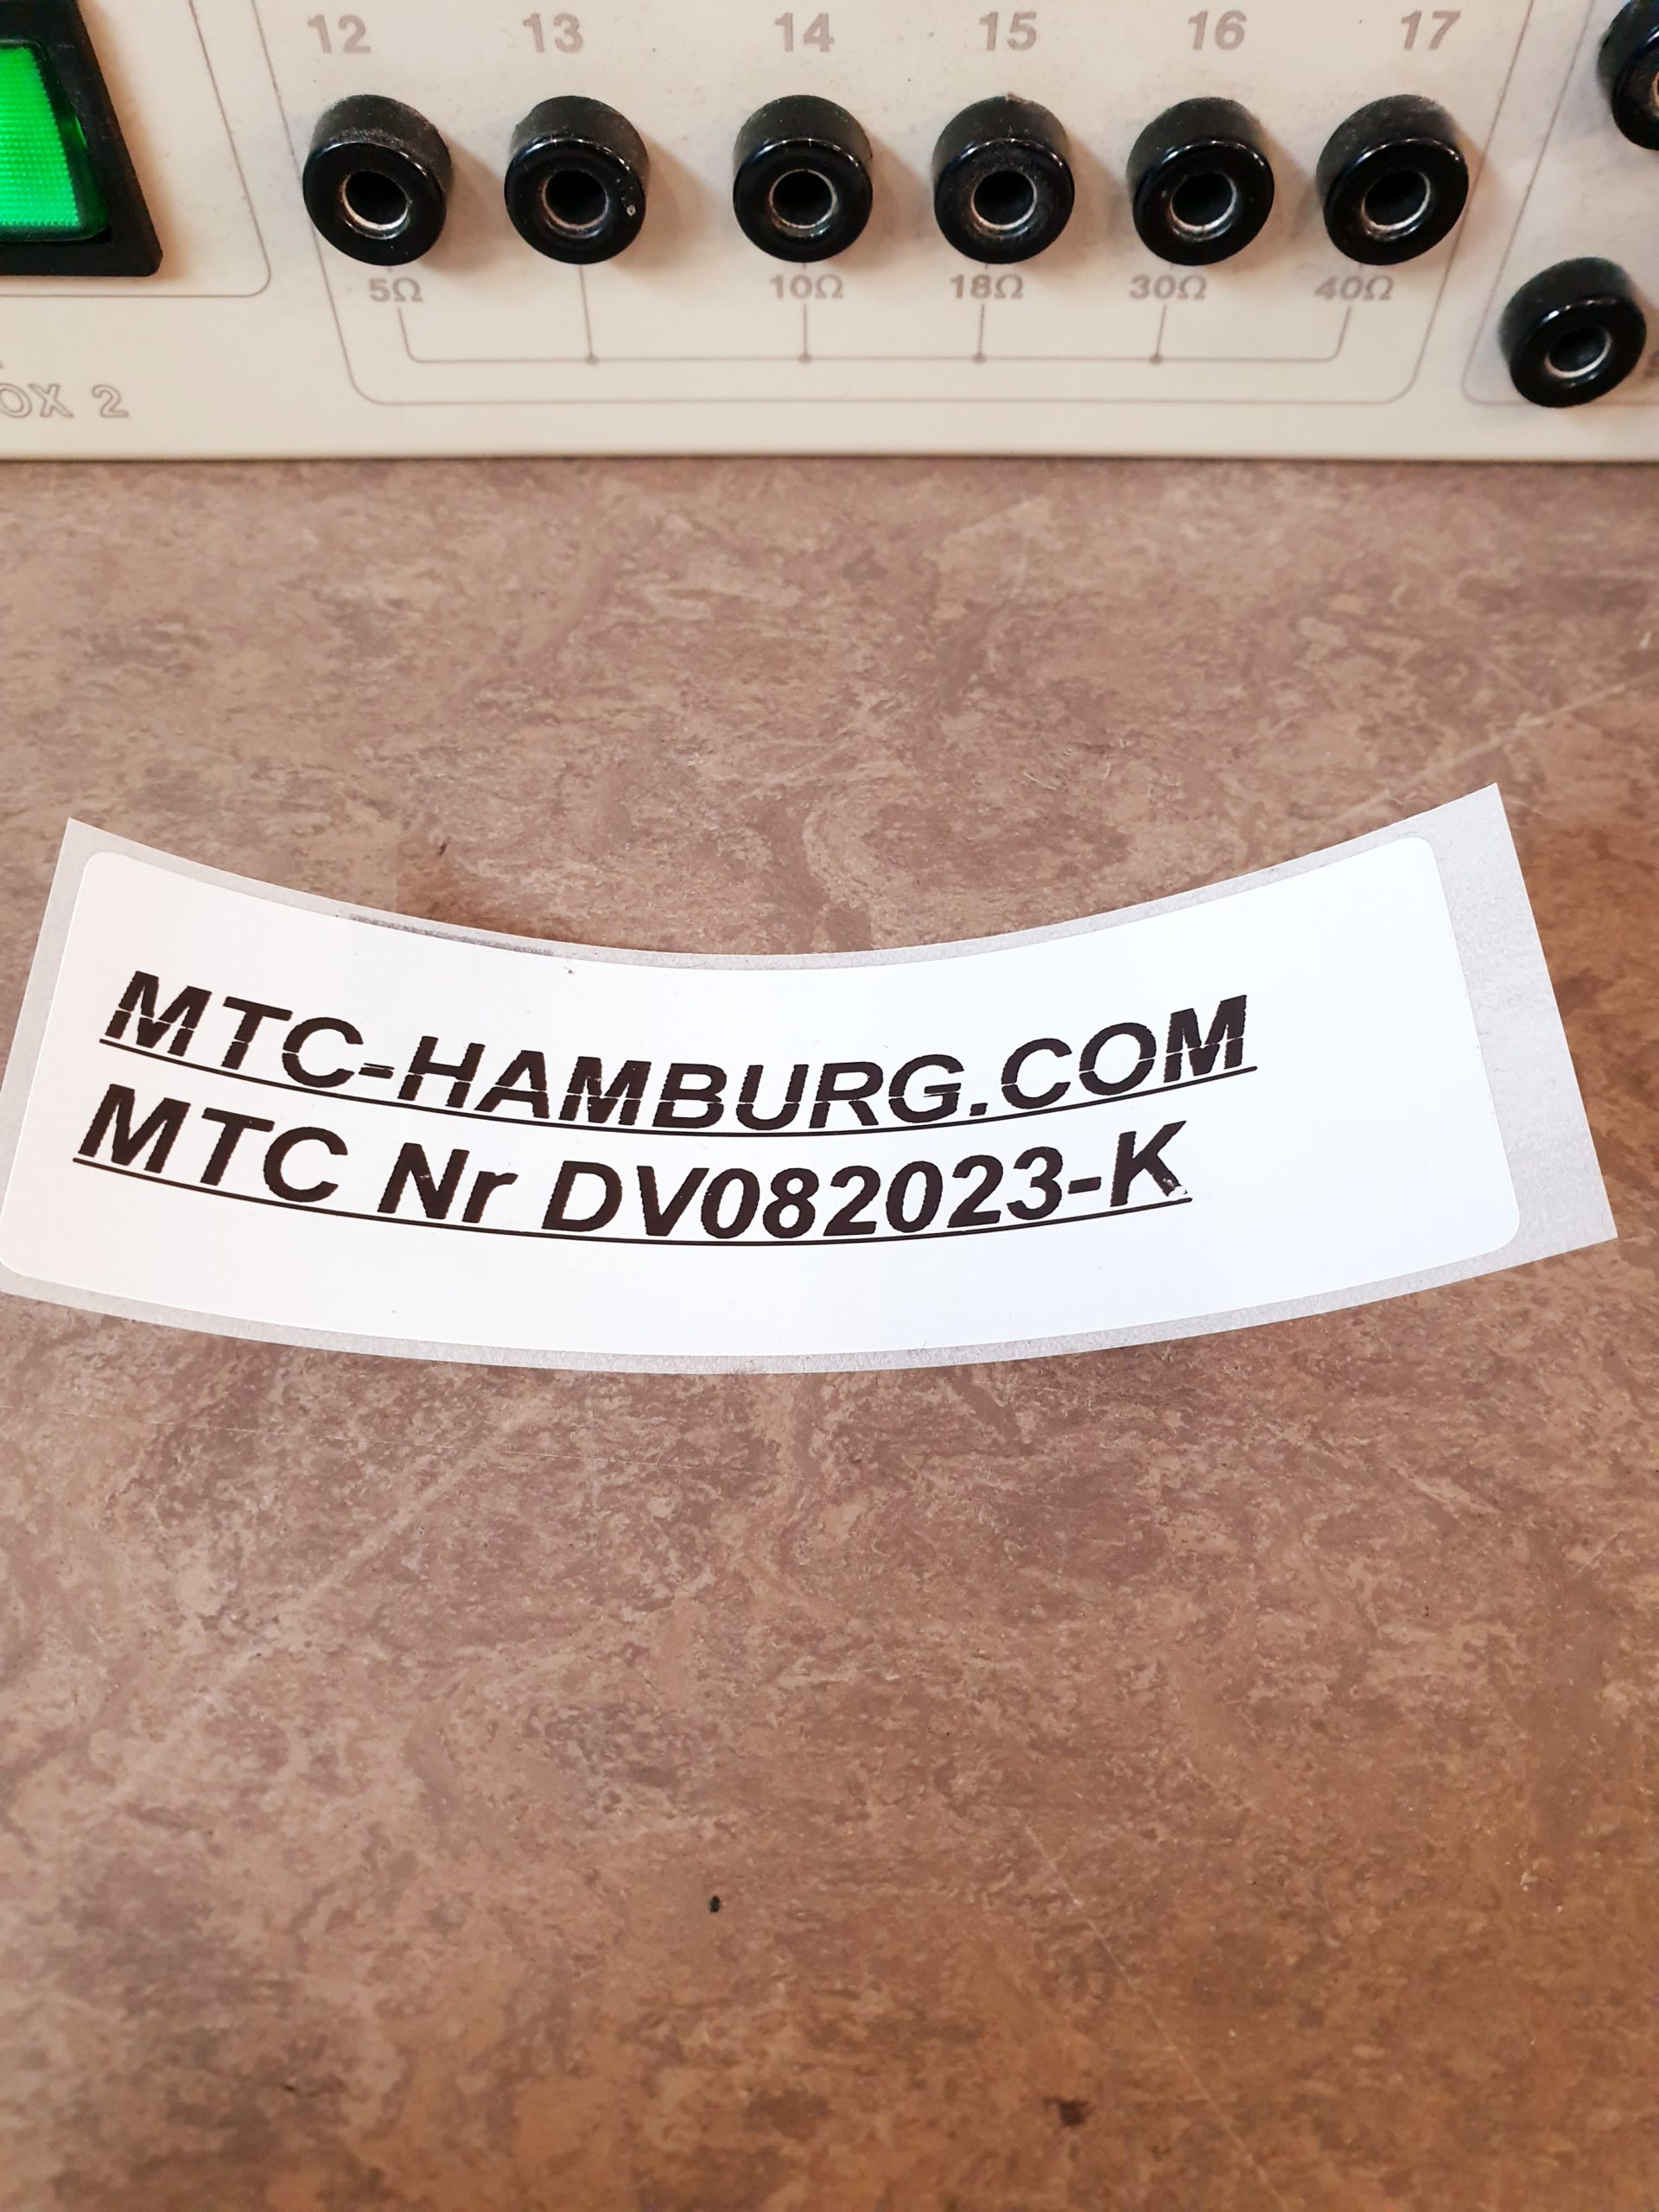 12 13 14 15 16 17
5Ω 10Ω 18Ω 30Ω 40Ω
OX 2
MTC-HAMBURG.COM
MTC Nr DV082023-K